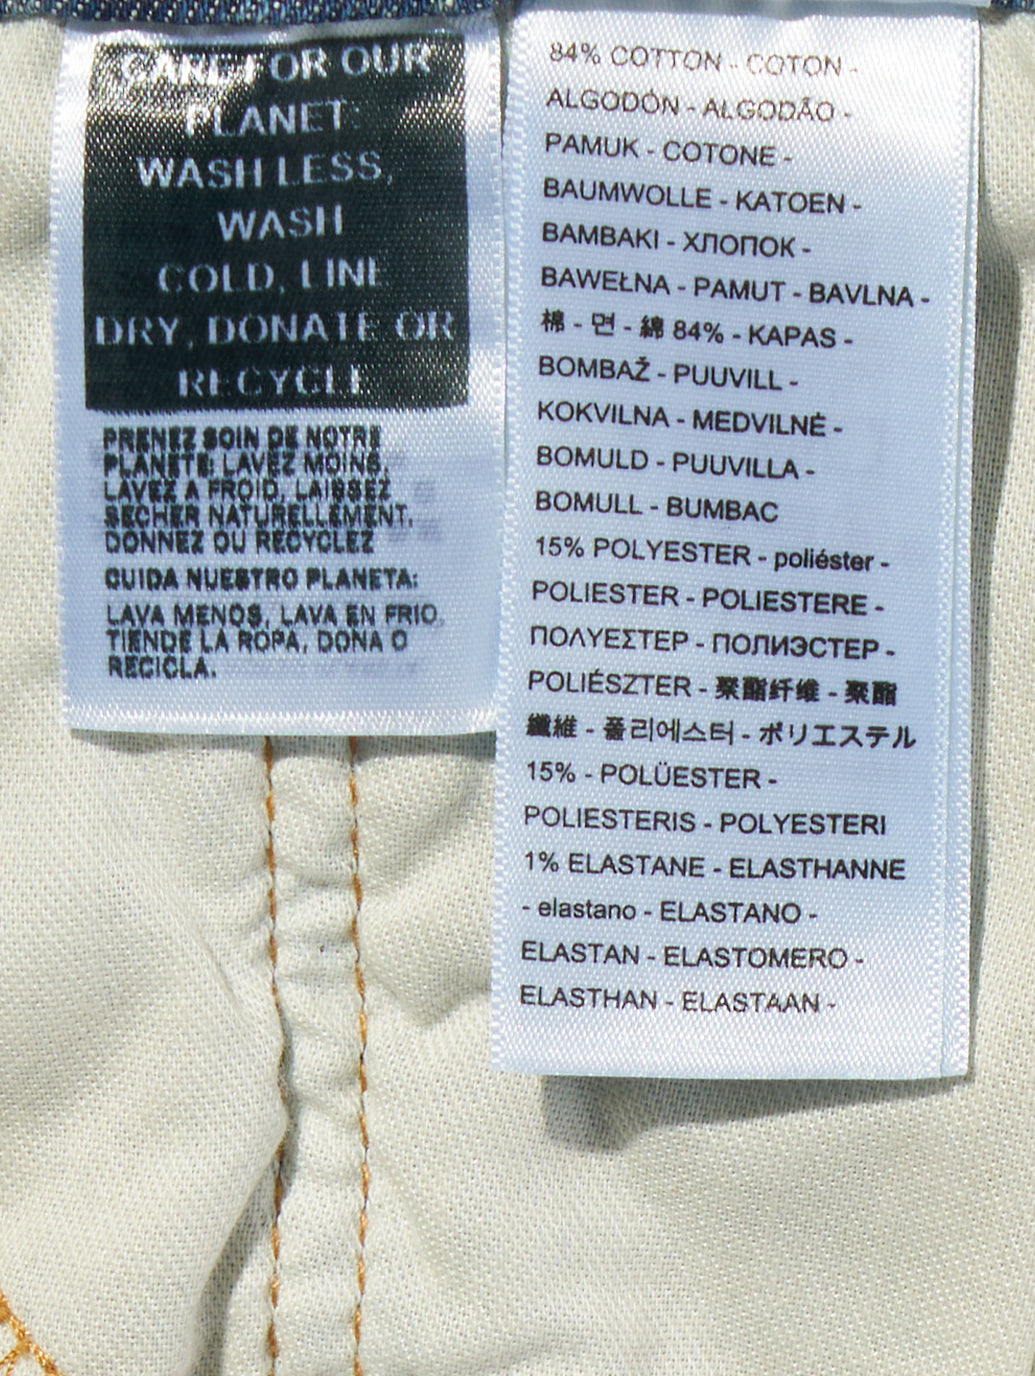 CARE FOR OUR
PLANET:
WASH LESS,
WASH
COLD, LINE
DRY, DONATE OR
RECYCLE
PRENEZ SOIN DE NOTRE
PLANÈTE: LAVEZ MOINS,
LAVEZ A FROID, LAISSEZ
SECHER NATURELLEMENT,
DONNEZ OU RECYCLEZ
CUIDA NUESTRO PLANETA:
LAVA MENOS, LAVA EN FRIO,
TIENDE LA ROPA, DONA O
RECICLA.
84% COTTON - COTON -
ALGODÓN - ALGODÃO -
PAMUK - COTONE -
BAUMWOLLE - KATOEN -
BAMBAKI - ХЛОПОК -
BAWEŁNA - PAMUT - BAVLNA -
棉 - 면 - 綿 84% - KAPAS -
BOMBAŽ - PUUVILL -
KOKVILNA - MEDVILNĖ -
BOMULD - PUUVILLA -
BOMULL - BUMBAC
15% POLYESTER - poliéster -
POLIESTER - POLIESTERE -
ΠΟΛΥΕΣΤΕΡ - ПОЛИЭСТЕР -
POLIÉSZTER - 聚酯纤维 - 聚酯
纖維 - 폴리에스터 - ポリエステル
15% - POLÜESTER -
POLIESTERIS - POLYESTERI
1% ELASTANE - ELASTHANNE
- elastano - ELASTANO -
ELASTAN - ELASTOMERO -
ELASTHAN - ELASTAAN -